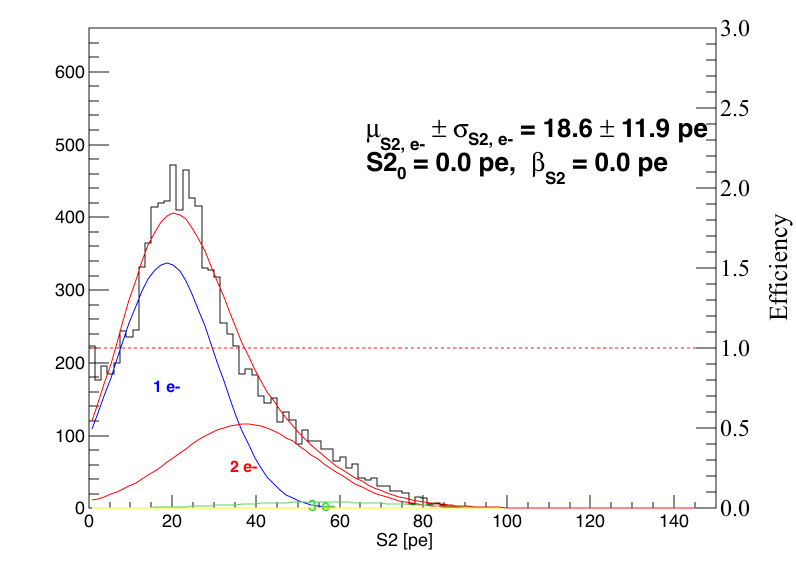 3.0
600
2.5
μS2, e- ± σS2, e- = 18.6 ± 11.9 pe
500
S20 = 0.0 pe, βS2 = 0.0 pe
2.0
400
Efficiency
1.5
300
1.0
200
1 e-
0.5
100
2 e-
3 e-
0
0.0
0 20 40 60 80 100 120 140
S2 [pe]